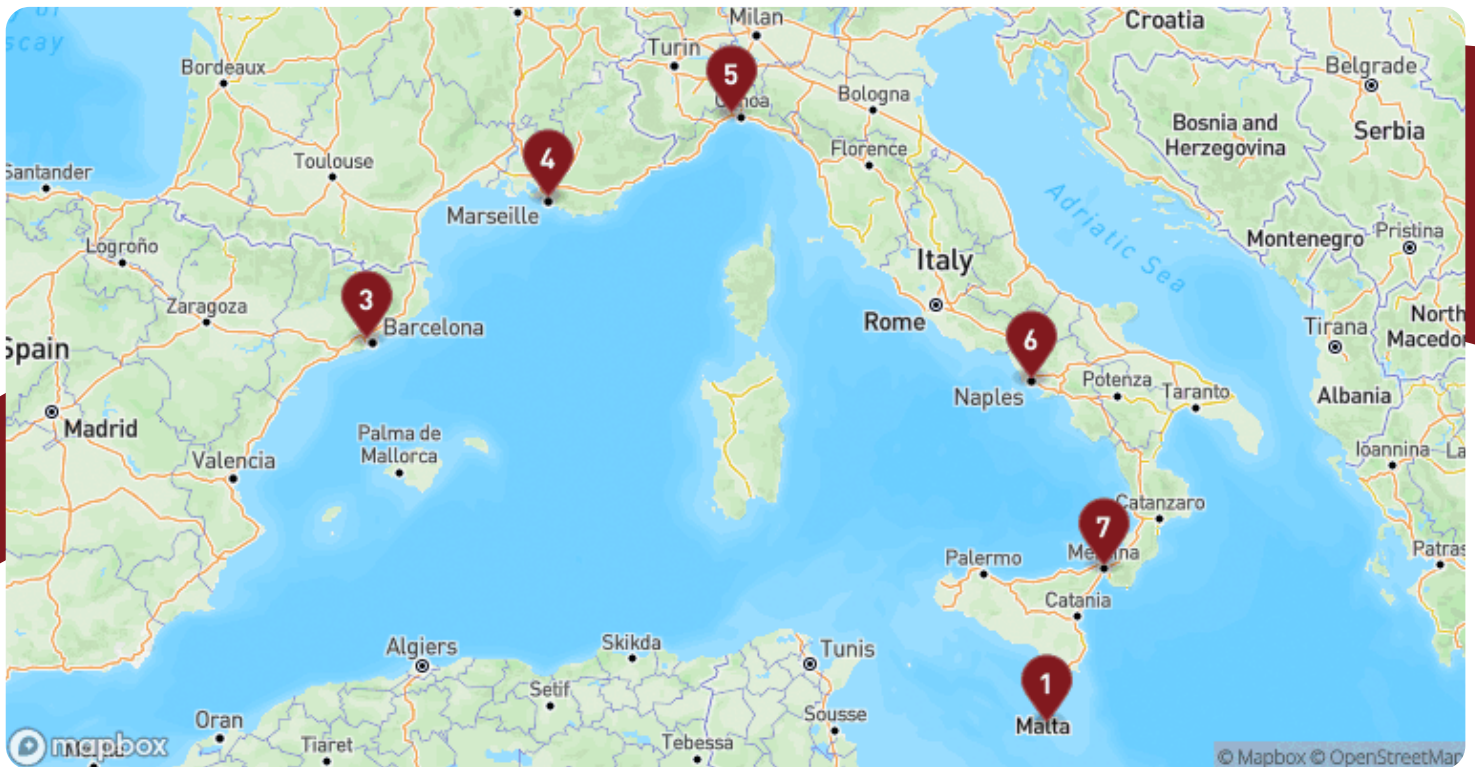 Milan
Croatia
Turin
5
Bordeaux
Belgrade
Bologna
Bosnia and
Herzegovina
Serbia
4
Toulouse
Florence
Santander
Marseille
Adriatic Sea
Logroño
Montenegro
Pristina
Italy
3
Zaragoza
Barcelona
Rome
North
Macedo
Tirana
Spain
6
Naples
Potenza
Taranto
Albania
Madrid
Palma de
Mallorca
Ioannina
La
Valencia
7
Catanzaro
Palermo
Patras
Catania
Algiers
Skikda
Tunis
Setif
1
Malta
Oran
Sousse
Tiaret
Tebessa
mapbox
© Mapbox © OpenStreetMap